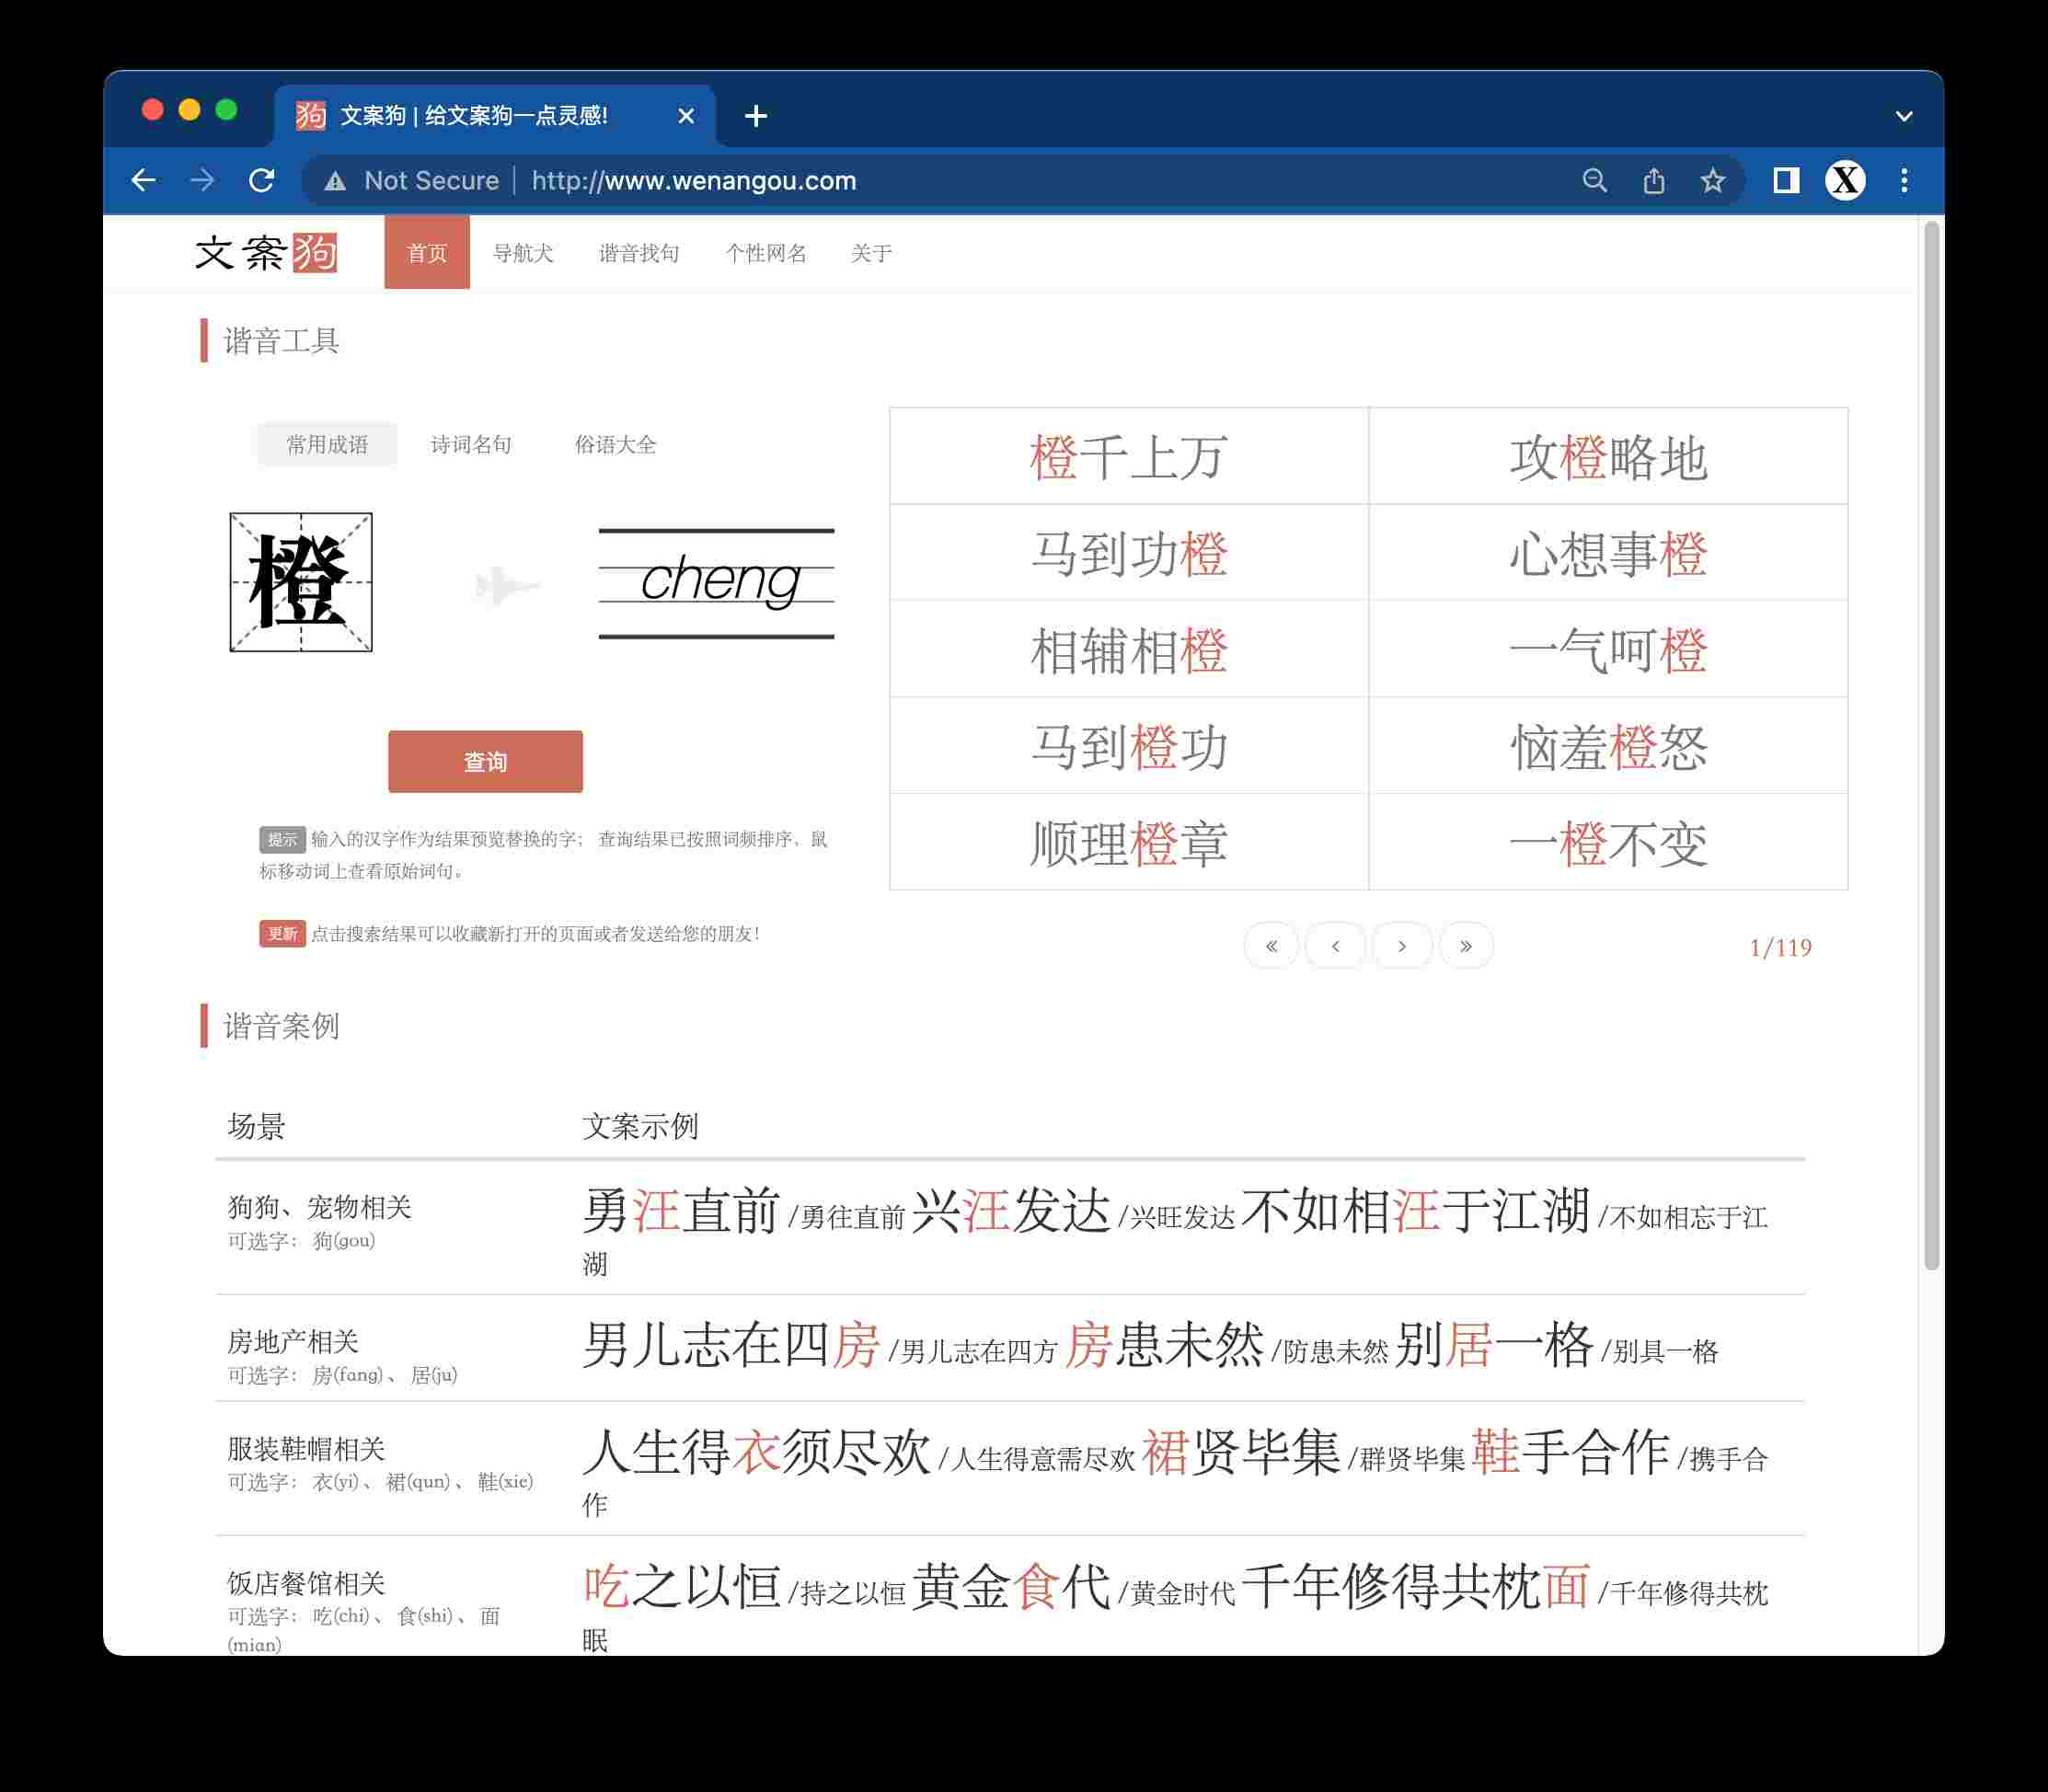 文案狗 | 给文案狗一点灵感!
Not Secure | http://www.wenangou.com
X
文案狗 首页 导航犬 谐音找句 个性网名 关于
谐音工具
常用成语 诗词名句 俗语大全
橙 cheng
查询
提示 输入的汉字作为结果预览替换的字； 查询结果已按照词频排序、鼠
标移动词上查看原始词句。
更新 点击搜索结果可以收藏新打开的页面或者发送给您的朋友！
橙千上万 攻橙略地
马到功橙 心想事橙
相辅相橙 一气呵橙
马到橙功 恼羞橙怒
顺理橙章 一橙不变
« ‹ › » 1/119
谐音案例
场景 文案示例
狗狗、宠物相关
可选字： 狗(gou)
勇汪直前 /勇往直前 兴汪发达 /兴旺发达 不如相汪于江湖 /不如相忘于江
湖
房地产相关
可选字： 房(fang) 、 居(ju)
男儿志在四房 /男儿志在四方 房患未然 /防患未然 别居一格 /别具一格
服装鞋帽相关
可选字： 衣(yi) 、 裙(qun) 、 鞋(xie)
人生得衣须尽欢 /人生得意需尽欢 裙贤毕集 /群贤毕集 鞋手合作 /携手合
作
饭店餐馆相关
可选字： 吃(chi) 、 食(shi) 、 面
(mian)
吃之以恒 /持之以恒 黄金食代 /黄金时代 千年修得共枕面 /千年修得共枕
眠